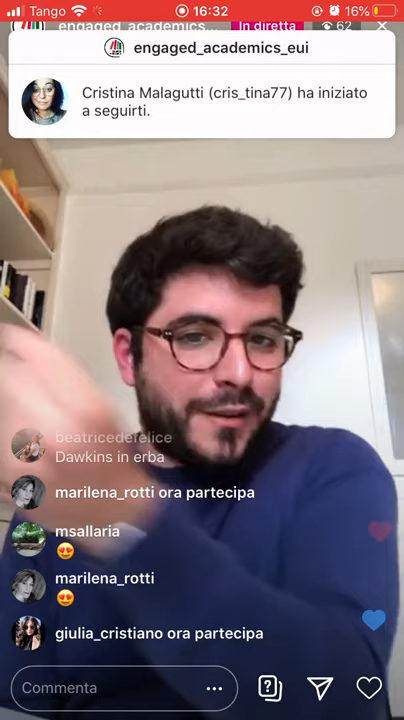 Tango
16:32
16%
engaged_academics...
In diretta
62
engaged_academics_eui
Cristina Malagutti (cris_tina77) ha iniziato
a seguirti.
beatricedefelice
Dawkins in erba
marilena_rotti ora partecipa
msallaria
😍
marilena_rotti
😍
giulia_cristiano ora partecipa
Commenta